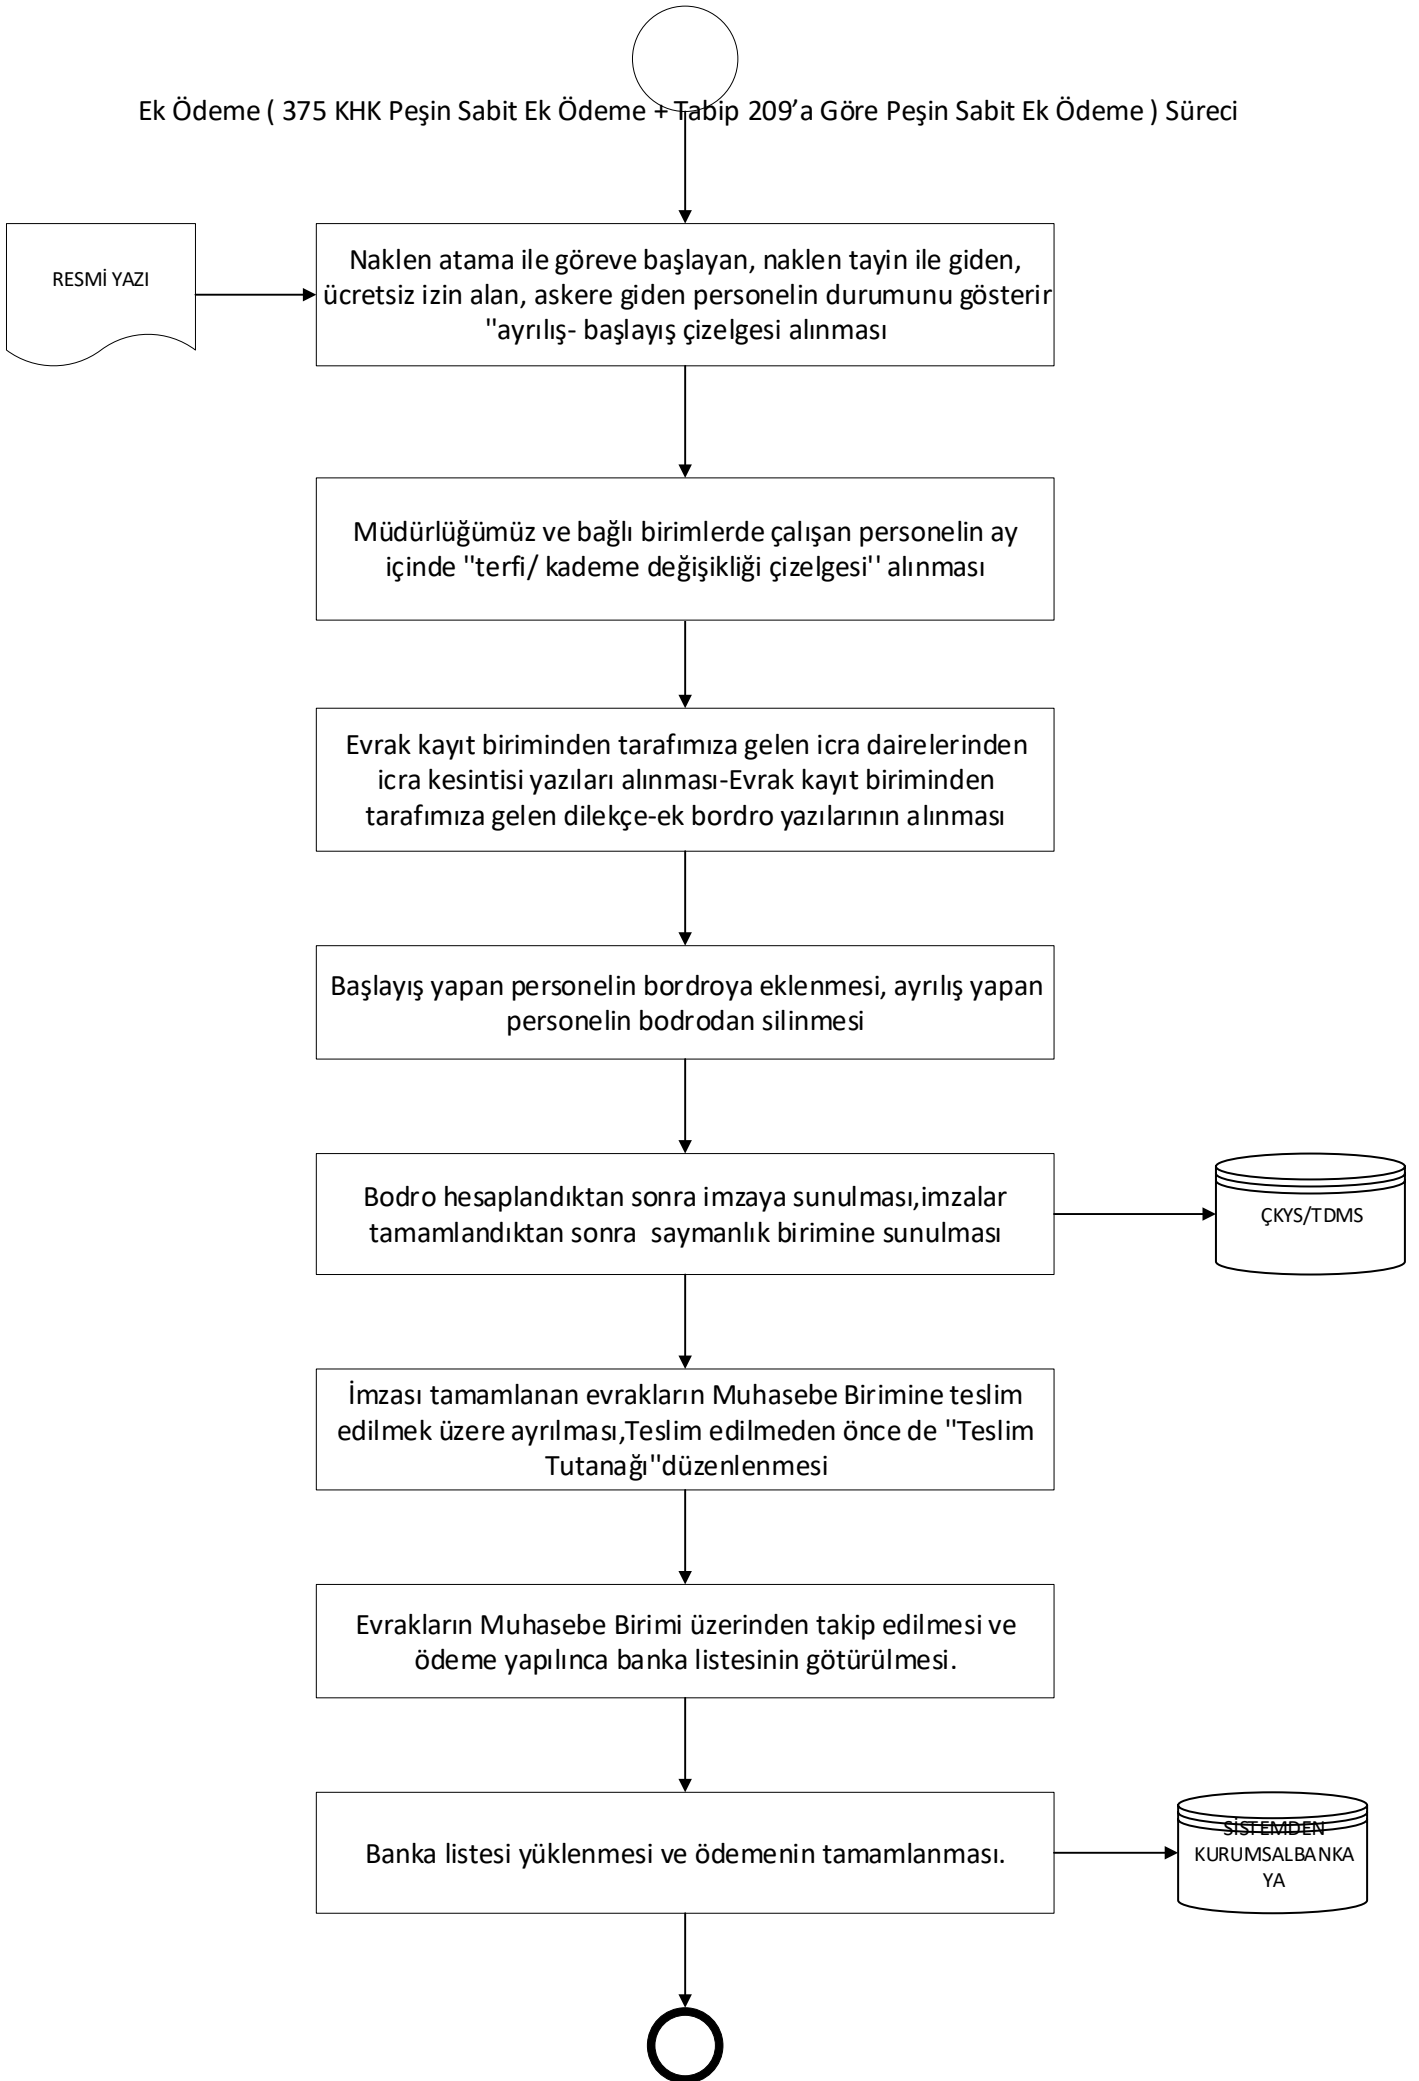 Ek Ödeme ( 375 KHK Peşin Sabit Ek Ödeme + Tabip 209’a Göre Peşin Sabit Ek Ödeme ) Süreci
RESMİ YAZI
Naklen atama ile göreve başlayan, naklen tayin ile giden,
ücretsiz izin alan, askere giden personelin durumunu gösterir
''ayrılış- başlayış çizelgesi alınması
Müdürlüğümüz ve bağlı birimlerde çalışan personelin ay
içinde ''terfi/ kademe değişikliği çizelgesi'' alınması
Evrak kayıt biriminden tarafımıza gelen icra dairelerinden
icra kesintisi yazıları alınması-Evrak kayıt biriminden
tarafımıza gelen dilekçe-ek bordro yazılarının alınması
Başlayış yapan personelin bordroya eklenmesi, ayrılış yapan
personelin bodrodan silinmesi
Bodro hesaplandıktan sonra imzaya sunulması,imzalar
tamamlandıktan sonra  saymanlık birimine sunulması
ÇKYS/TDMS
İmzası tamamlanan evrakların Muhasebe Birimine teslim
edilmek üzere ayrılması,Teslim edilmeden önce de ''Teslim
Tutanağı''düzenlenmesi
Evrakların Muhasebe Birimi üzerinden takip edilmesi ve
ödeme yapılınca banka listesinin götürülmesi.
Banka listesi yüklenmesi ve ödemenin tamamlanması.
SİSTEMDEN
KURUMSALBANKA
YA